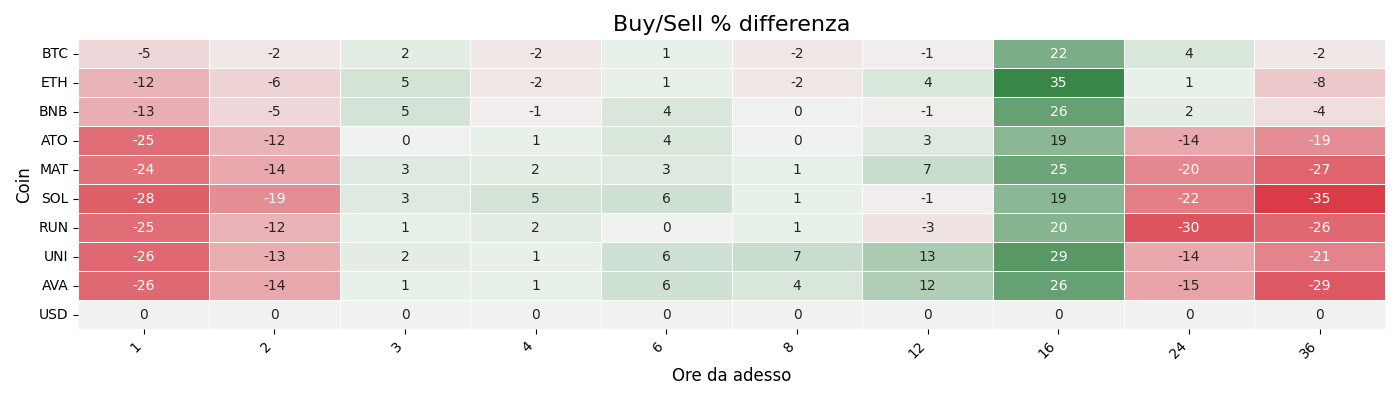 Buy/Sell % differenza
Coin
BTC -5 -2 2 -2 1 -2 -1 22 4 -2
ETH -12 -6 5 -2 1 -2 4 35 1 -8
BNB -13 -5 5 -1 4 0 -1 26 2 -4
ATO -25 -12 0 1 4 0 3 19 -14 -19
MAT -24 -14 3 2 3 1 7 25 -20 -27
SOL -28 -19 3 5 6 1 -1 19 -22 -35
RUN -25 -12 1 2 0 1 -3 20 -30 -26
UNI -26 -13 2 1 6 7 13 29 -14 -21
AVA -26 -14 1 1 6 4 12 26 -15 -29
USD 0 0 0 0 0 0 0 0 0 0
1 2 3 4 6 8 12 16 24 36
Ore da adesso